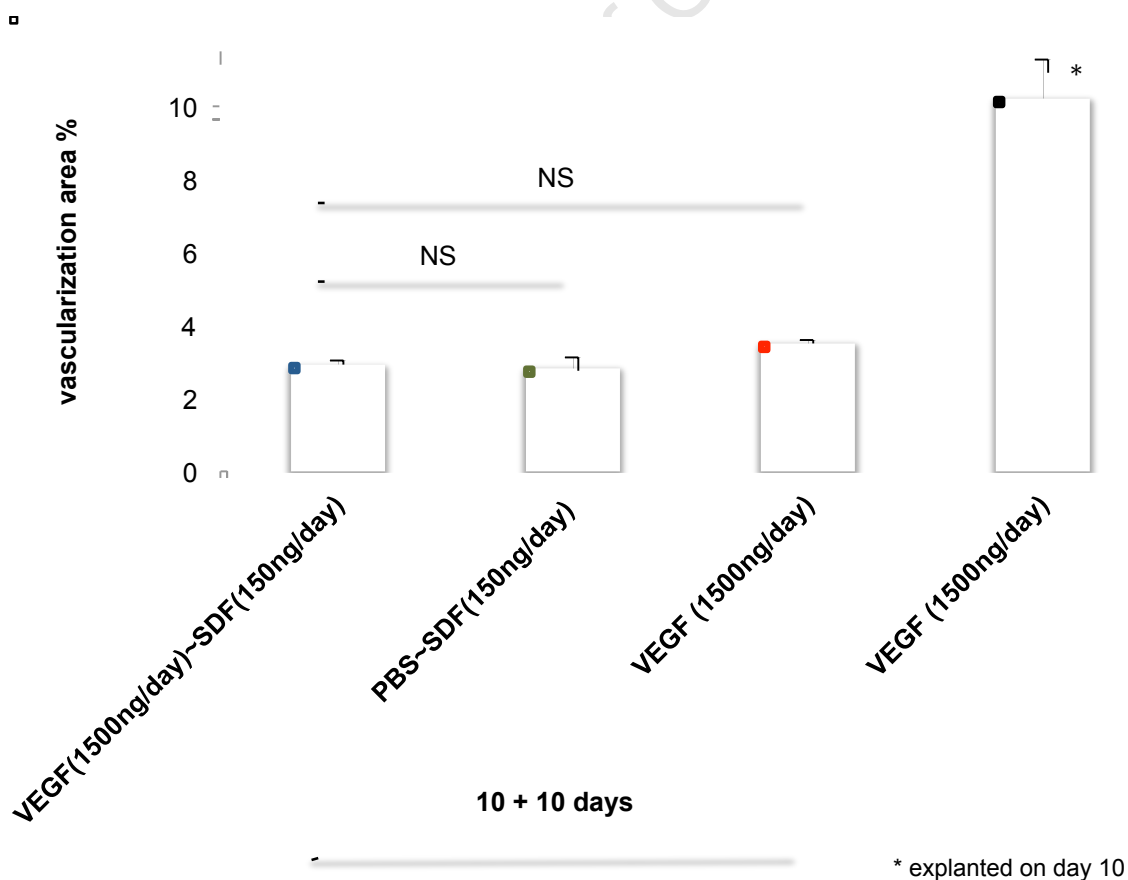 vascularization area %
10
8
6
4
2
0
NS
NS
*
VEGF(1500ng/day)~SDF(150ng/day)
PBS~SDF(150ng/day)
VEGF (1500ng/day)
VEGF (1500ng/day)
10 + 10 days
* explanted on day 10